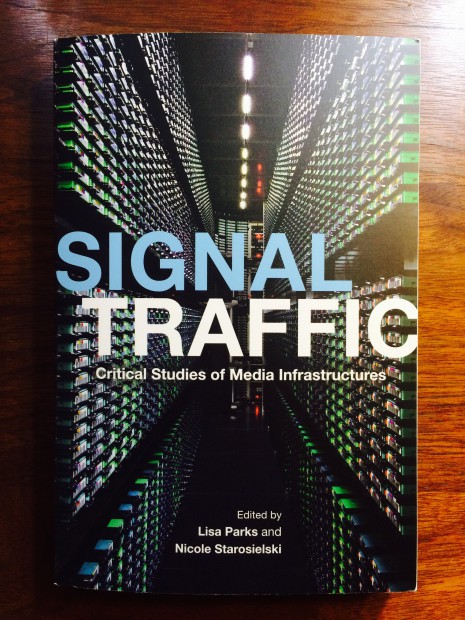 SIGNAL
TRAFFIC
Critical Studies of Media Infrastructures
Edited by
Lisa Parks and
Nicole Starosielski